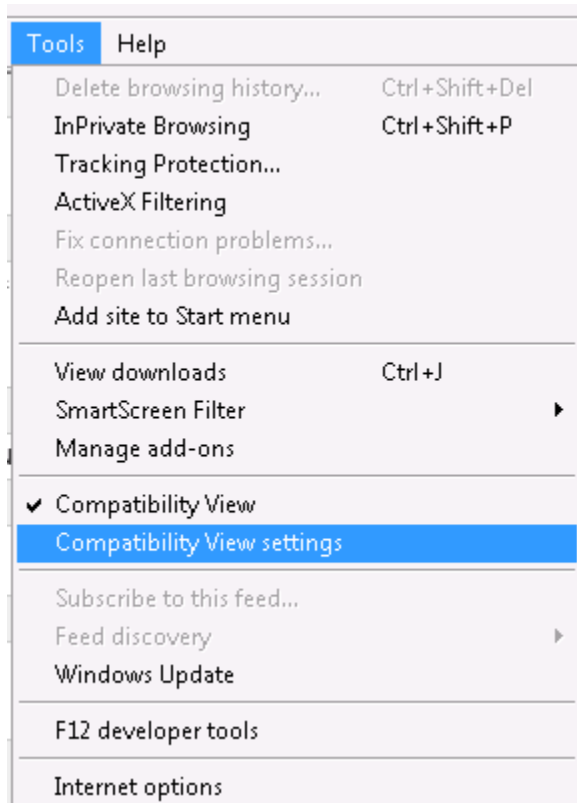 Tools Help
Delete browsing history... Ctrl+Shift+Del
InPrivate Browsing Ctrl+Shift+P
Tracking Protection...
ActiveX Filtering
Fix connection problems...
Reopen last browsing session
Add site to Start menu
View downloads Ctrl+J
SmartScreen Filter
Manage add-ons
Compatibility View
Compatibility View settings
Subscribe to this feed...
Feed discovery
Windows Update
F12 developer tools
Internet options